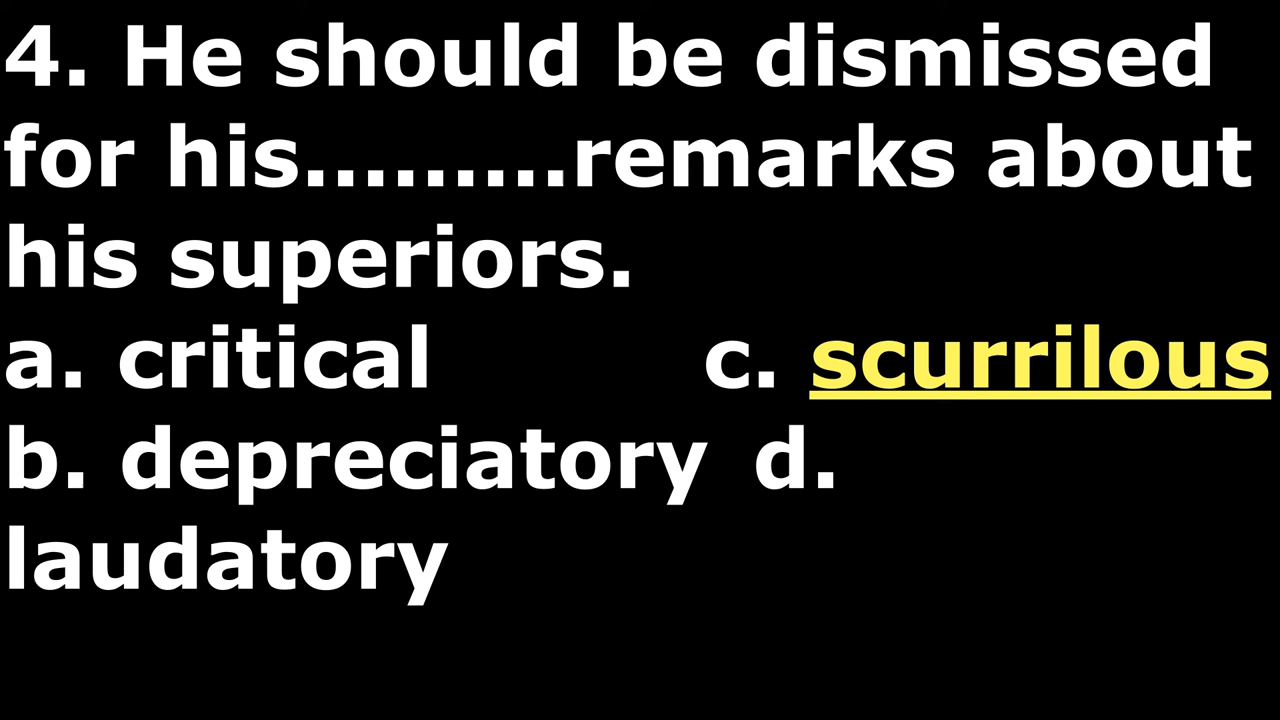 4. He should be dismissed
for his.........remarks about
his superiors.
a. critical c. scurrilous
b. depreciatory d.
laudatory